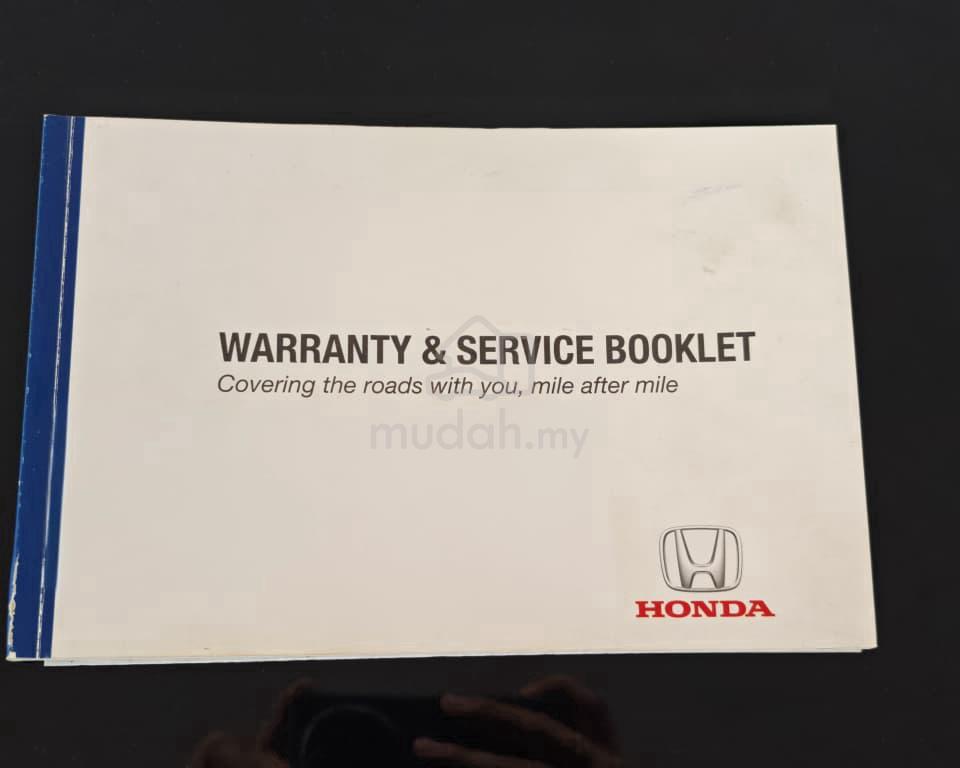 WARRANTY & SERVICE BOOKLET
Covering the roads with you, mile after mile
mudah.my
HONDA